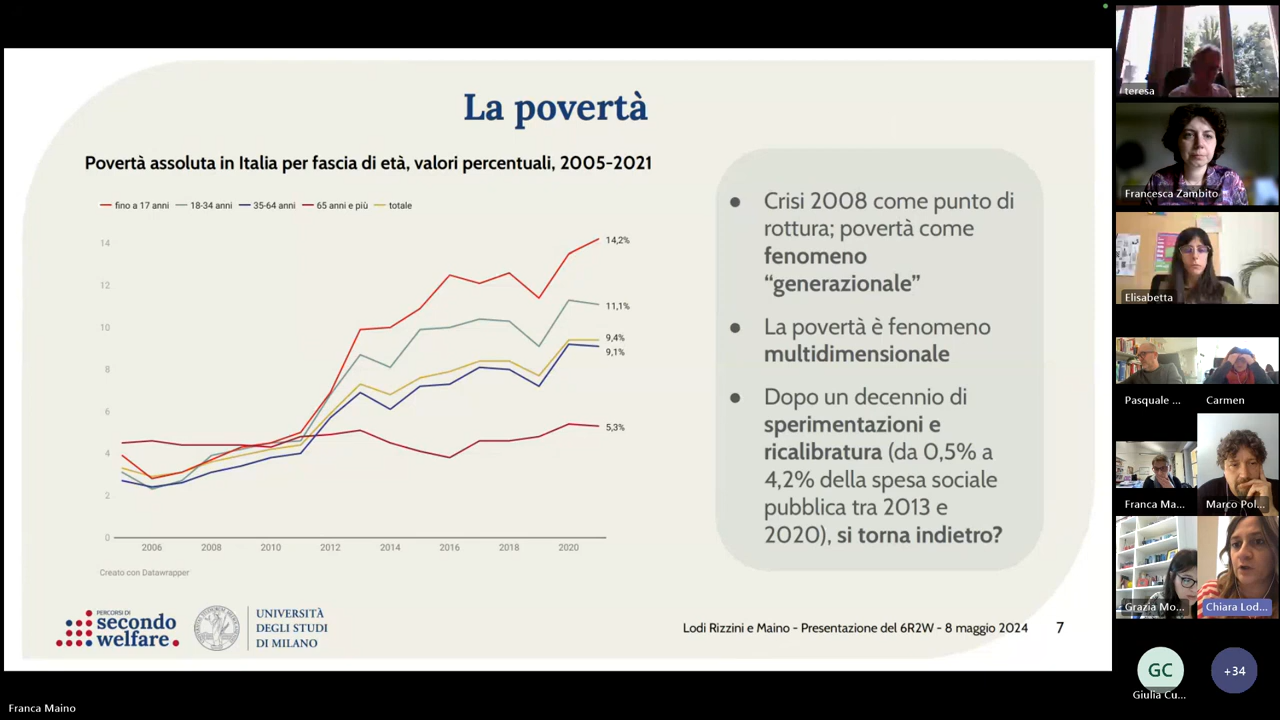 La povertà
Povertà assoluta in Italia per fascia di età, valori percentuali, 2005-2021
fino a 17 anni 18-34 anni 35-64 anni 65 anni e più totale
14
12
10
8
6
4
2
0
14,2%
11,1%
9,4%
9,1%
5,3%
2006 2008 2010 2012 2014 2016 2018 2020
Creato con Datawrapper
● Crisi 2008 come punto di
rottura; povertà come
fenomeno
“generazionale”
● La povertà è fenomeno
multidimensionale
● Dopo un decennio di
sperimentazioni e
ricalibratura (da 0,5% a
4,2% della spesa sociale
pubblica tra 2013 e
2020), si torna indietro?
PERCORSI DI
secondo
welfare
UNIVERSITÀ
DEGLI STUDI
DI MILANO
Lodi Rizzini e Maino - Presentazione del 6R2W - 8 maggio 2024 7
Franca Maino
teresa
Francesca Zambito
Elisabetta
Pasquale ... Carmen
Franca Ma... Marco Pol...
Grazia Mo... Chiara Lod...
GC +34
Giulia Cu...